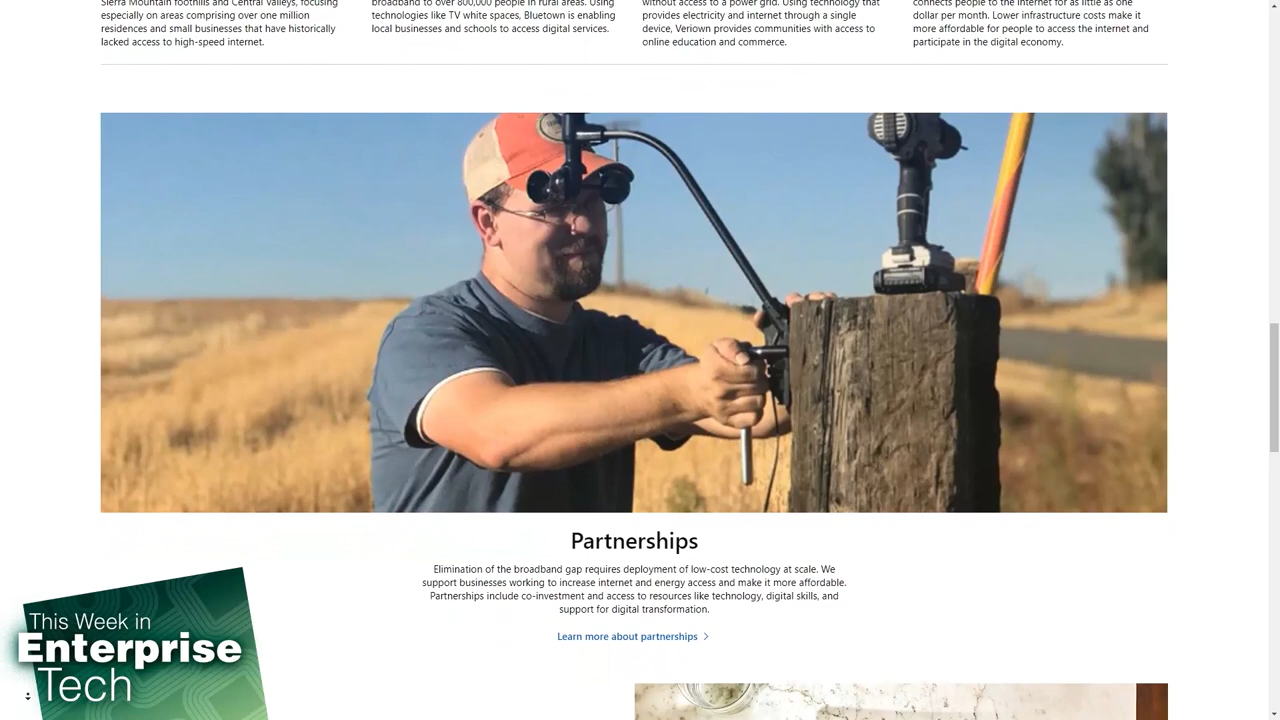 Sierra Mountain foothills and Central Valleys, focusing
especially on areas comprising over one million
residences and small businesses that have historically
lacked access to high-speed internet.
broadband to over 800,000 people in rural areas. Using
technologies like TV white spaces, Bluetown is enabling
local businesses and schools to access digital services.
without access to a power grid. Using technology that
provides electricity and internet through a single
device, Veriown provides communities with access to
online education and commerce.
connects people to the internet for as little as one
dollar per month. Lower infrastructure costs make it
more affordable for people to access the internet and
participate in the digital economy.
Partnerships
Elimination of the broadband gap requires deployment of low-cost technology at scale. We
support businesses working to increase internet and energy access and make it more affordable.
Partnerships include co-investment and access to resources like technology, digital skills, and
support for digital transformation.
Learn more about partnerships
This Week in
Enterprise
Tech